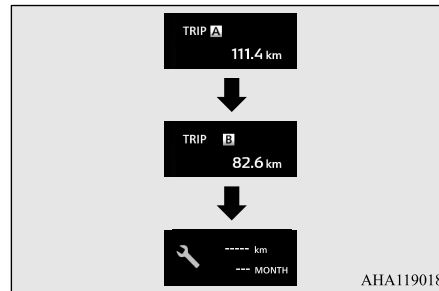 TRIP A
111.4 km
TRIP B
82.6 km
----- km
--- MONTH
AHA119018